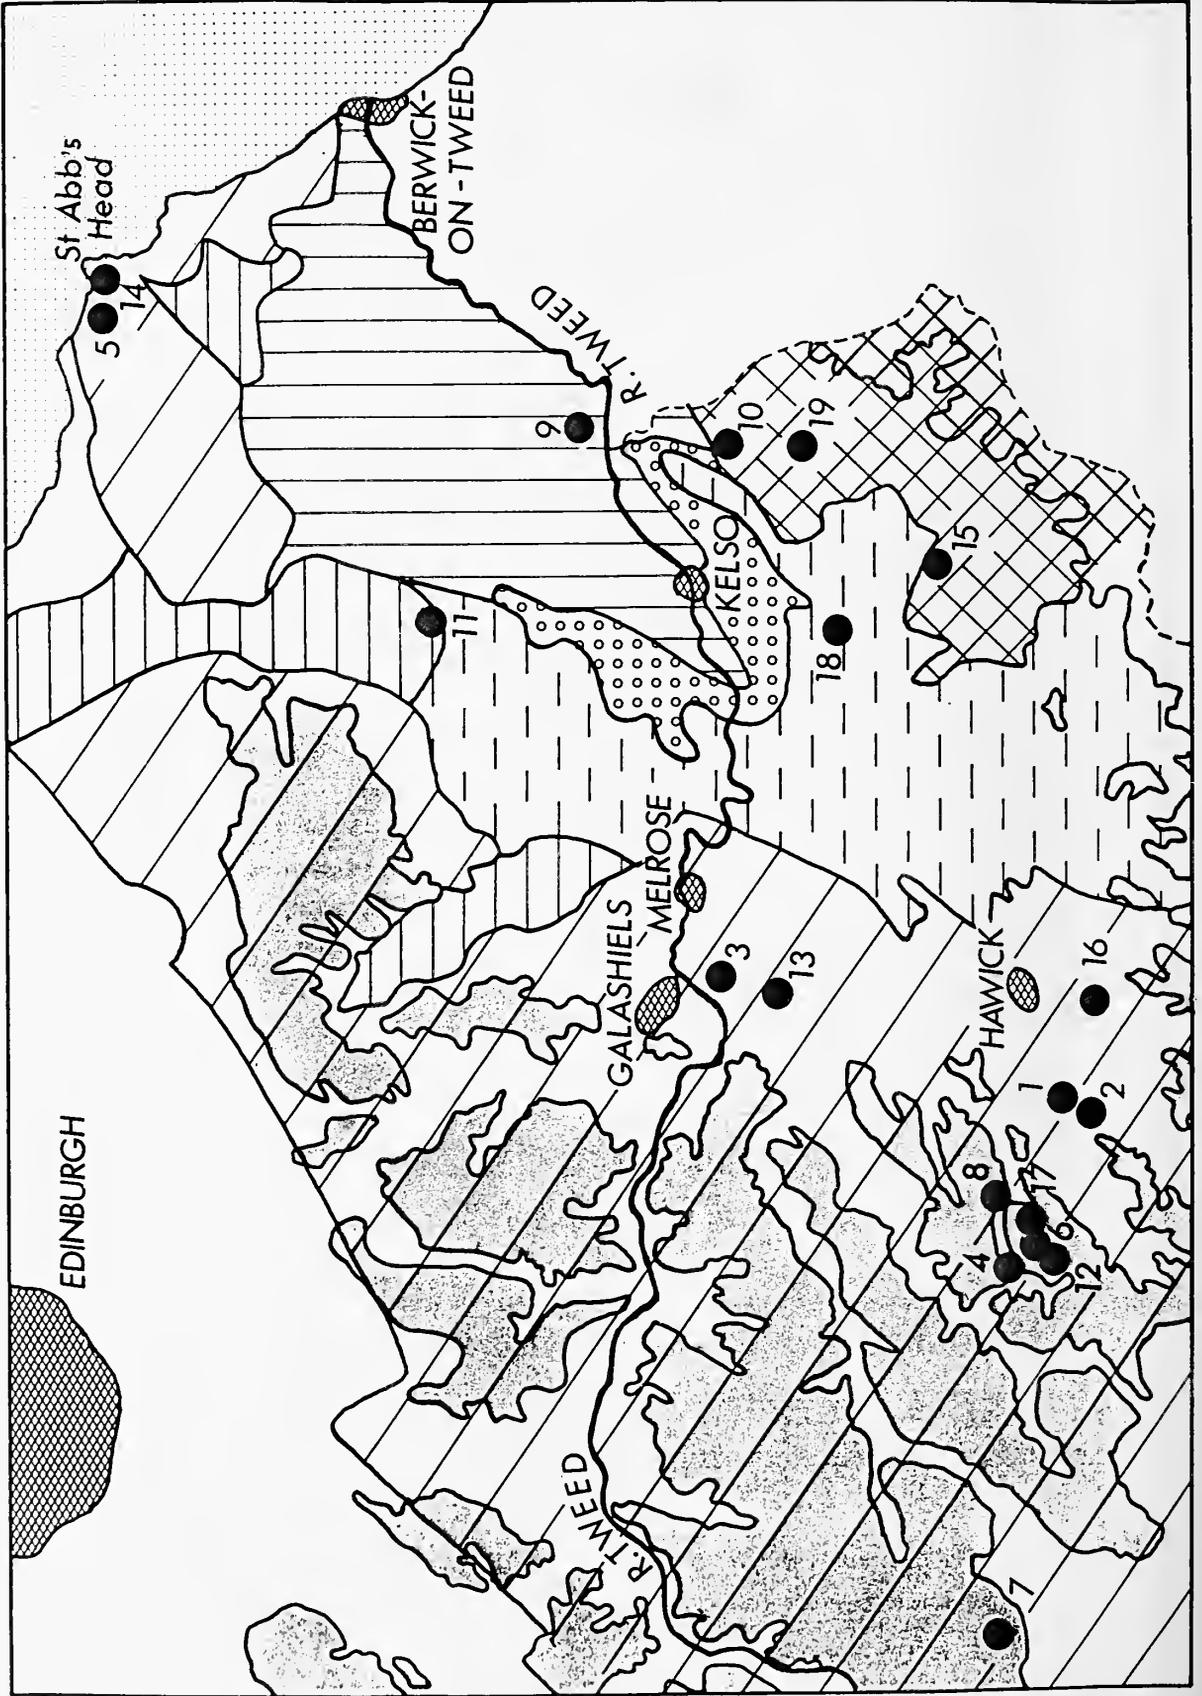 EDINBURGH
St Abb's
Head
5
14
BERWICK-
ON-TWEED
11
9
R.TWEED
KELSO
10
19
18
15
GALASHIELS
MELROSE
3
13
R.TWEED
HAWICK
16
1
2
8
17
4
6
12
7